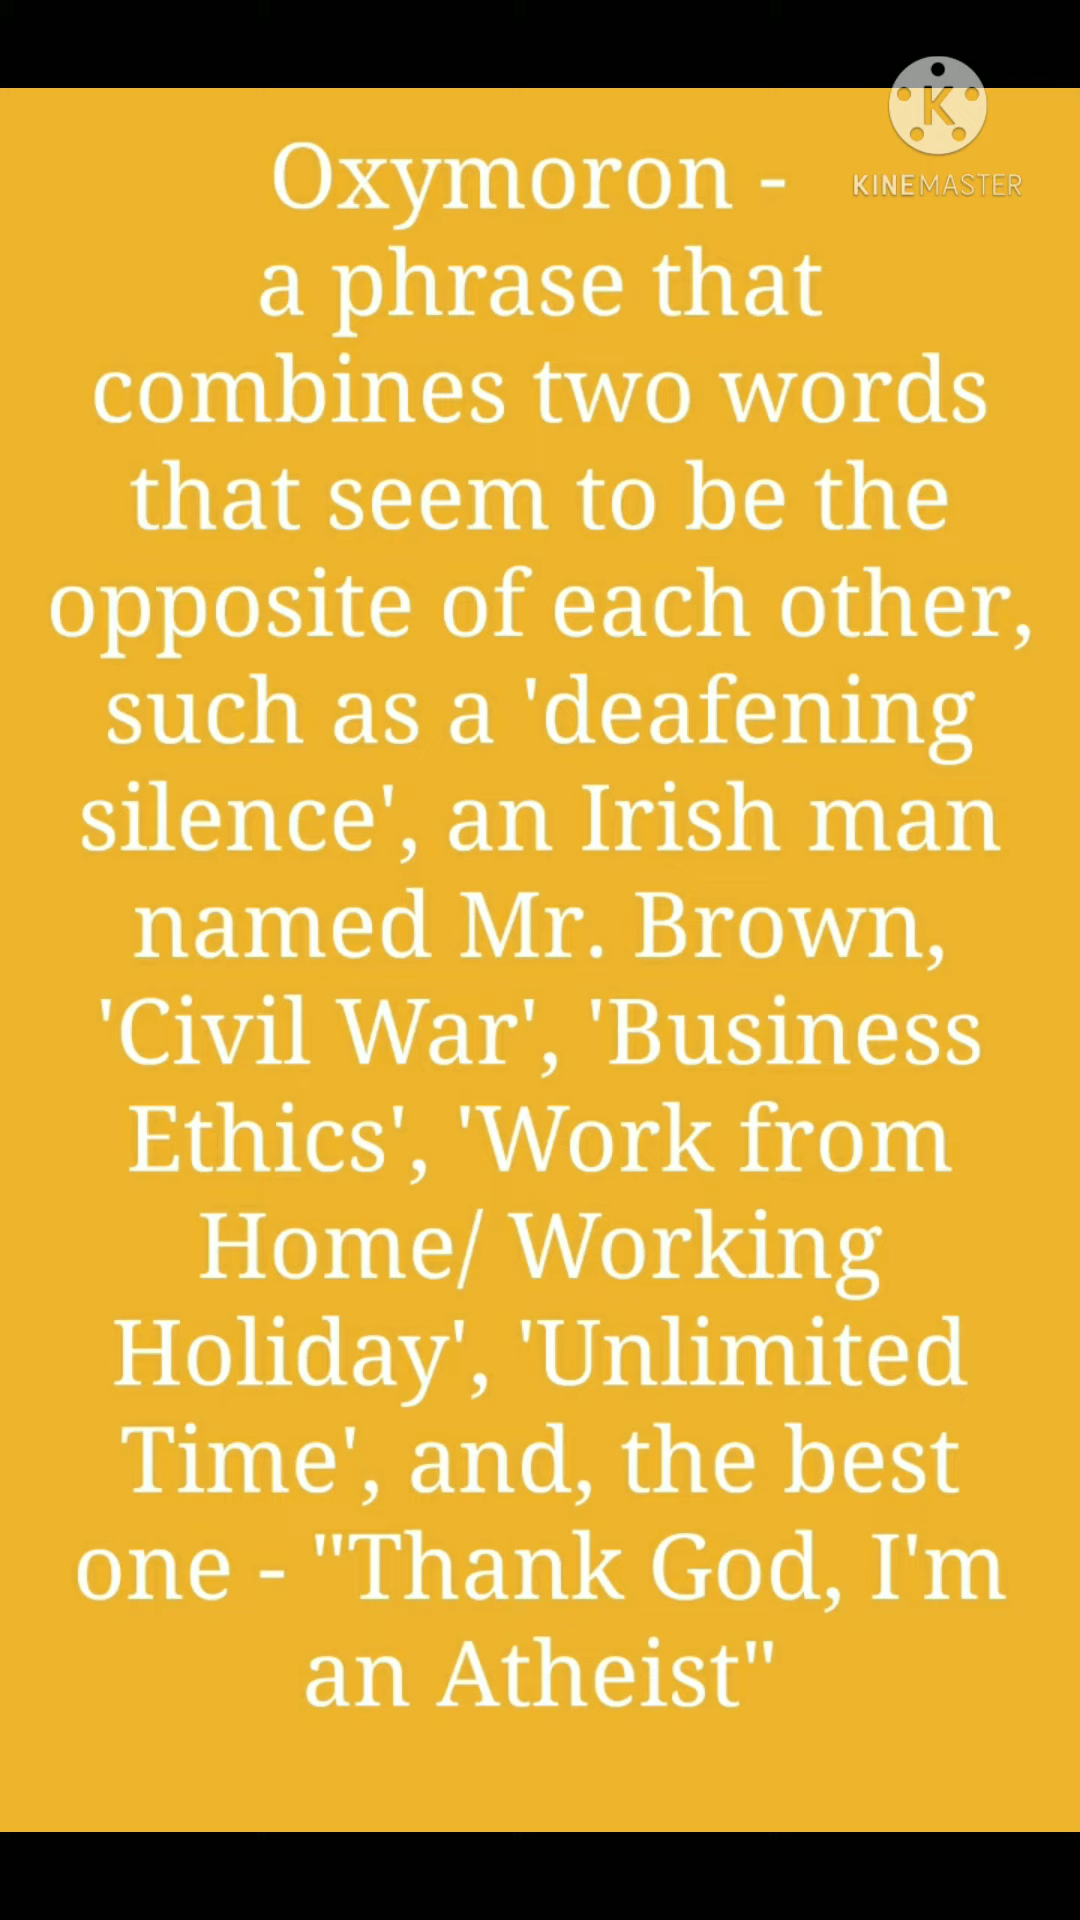 K
KINEMASTER
Oxymoron -
a phrase that
combines two words
that seem to be the
opposite of each other,
such as a 'deafening
silence', an Irish man
named Mr. Brown,
'Civil War', 'Business
Ethics', 'Work from
Home/ Working
Holiday', 'Unlimited
Time', and, the best
one - "Thank God, I'm
an Atheist"